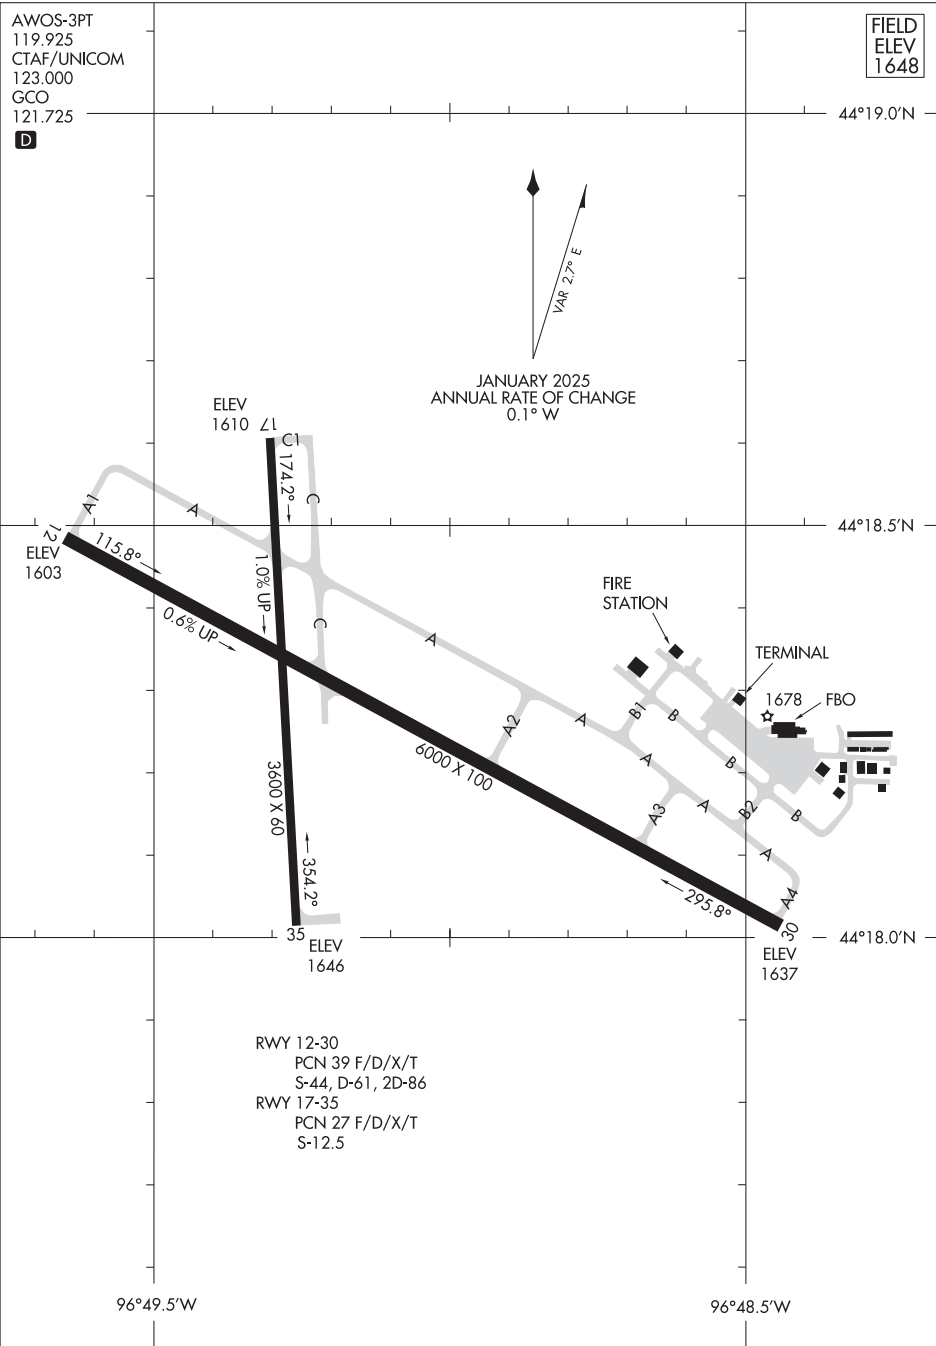 AWOS-3PT
119.925
CTAF/UNICOM
123.000
GCO
121.725
D
FIELD
ELEV
1648
44°19.0'N
VAR 2.7° E
JANUARY 2025
ANNUAL RATE OF CHANGE
0.1° W
ELEV
1610
17
C1
174.2°
C
A1
A
12
ELEV
1603
115.8°
44°18.5'N
1.0% UP
0.6% UP
C
A
FIRE
STATION
TERMINAL
1678
FBO
B1
B
A2
A
A
B
6000 X 100
3600 X 60
A3
A
B2
B
A
354.2°
295.8°
A4
30
35
ELEV
1646
44°18.0'N
ELEV
1637
RWY 12-30
PCN 39 F/D/X/T
S-44, D-61, 2D-86
RWY 17-35
PCN 27 F/D/X/T
S-12.5
96°49.5'W
96°48.5'W